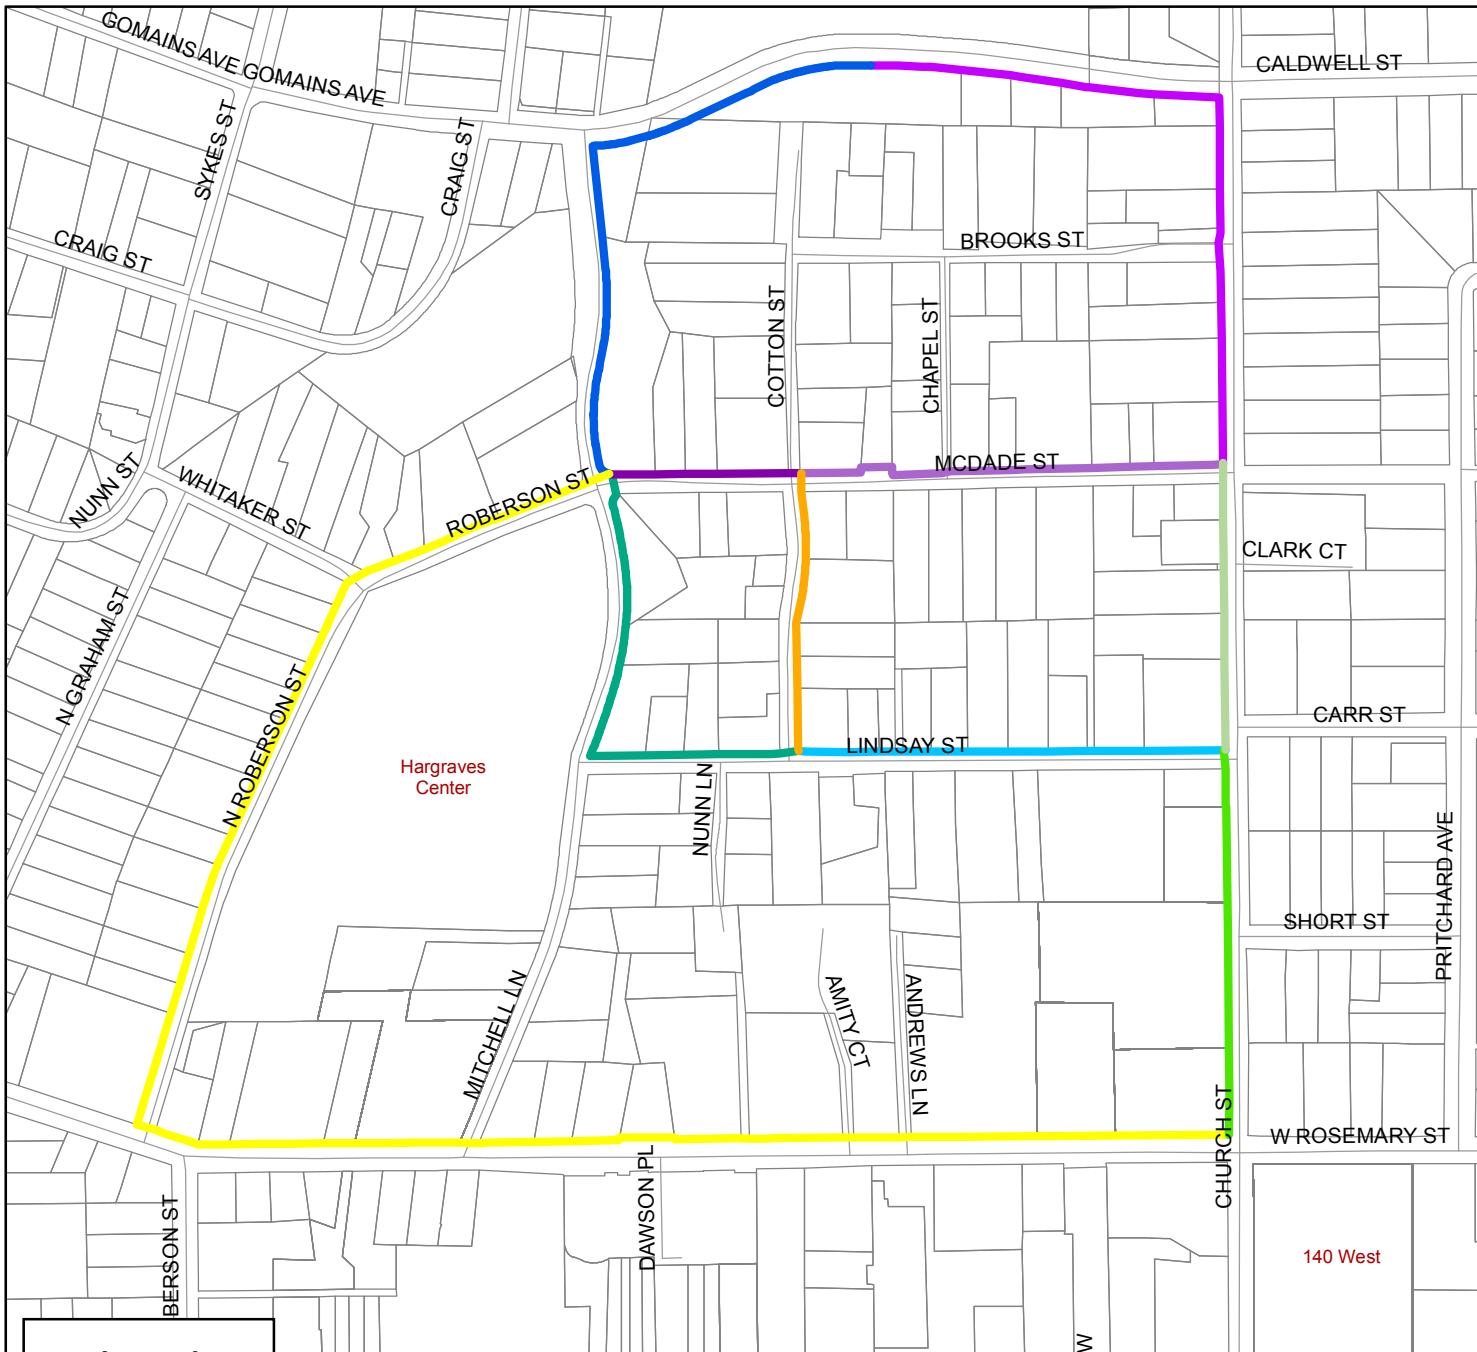 GOMAINS AVE
GOMAINS AVE
CALDWELL ST
SYKES ST
CRAIG ST
CRAIG ST
BROOKS ST
COTTON ST
CHAPEL ST
NUNN ST
WHITAKER ST
ROBERSON ST
MCDADE ST
CLARK CT
N GRAHAM ST
N ROBERSON ST
Hargraves
Center
LINDSAY ST
CARR ST
NUNN LN
PRITCHARD AVE
SHORT ST
MITCHELL LN
AMITY CT
ANDREWS LN
CHURCH ST
W ROSEMARY ST
BERSON ST
DAWSON PL
140 West
W